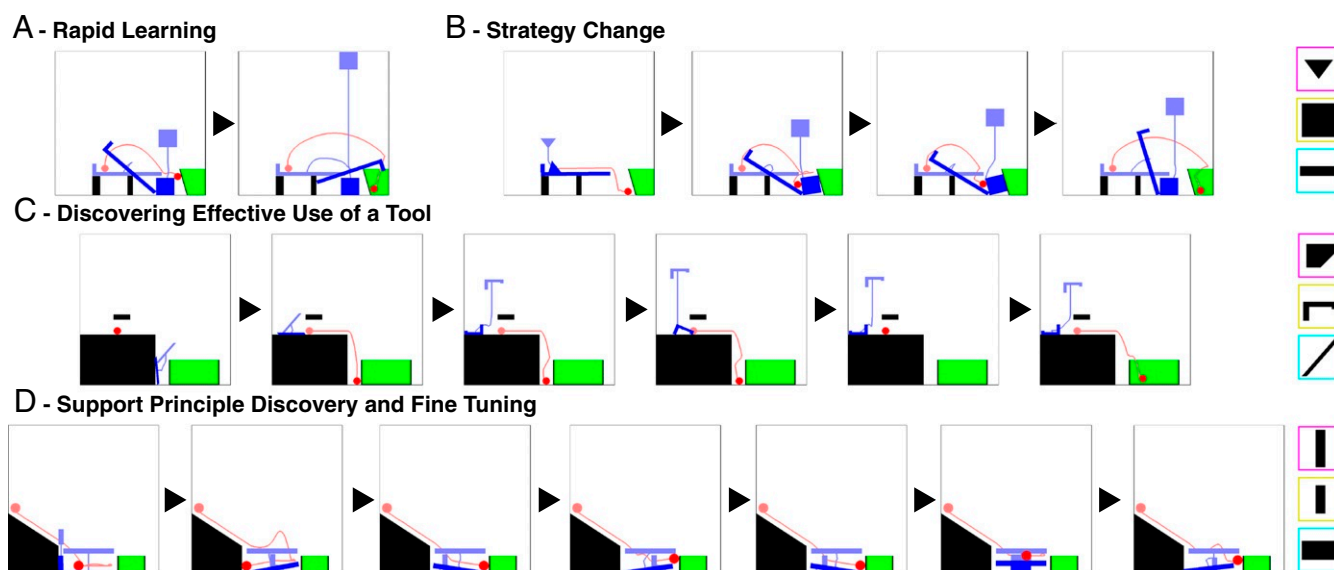 A - Rapid Learning
B - Strategy Change
C - Discovering Effective Use of a Tool
D - Support Principle Discovery and Fine Tuning